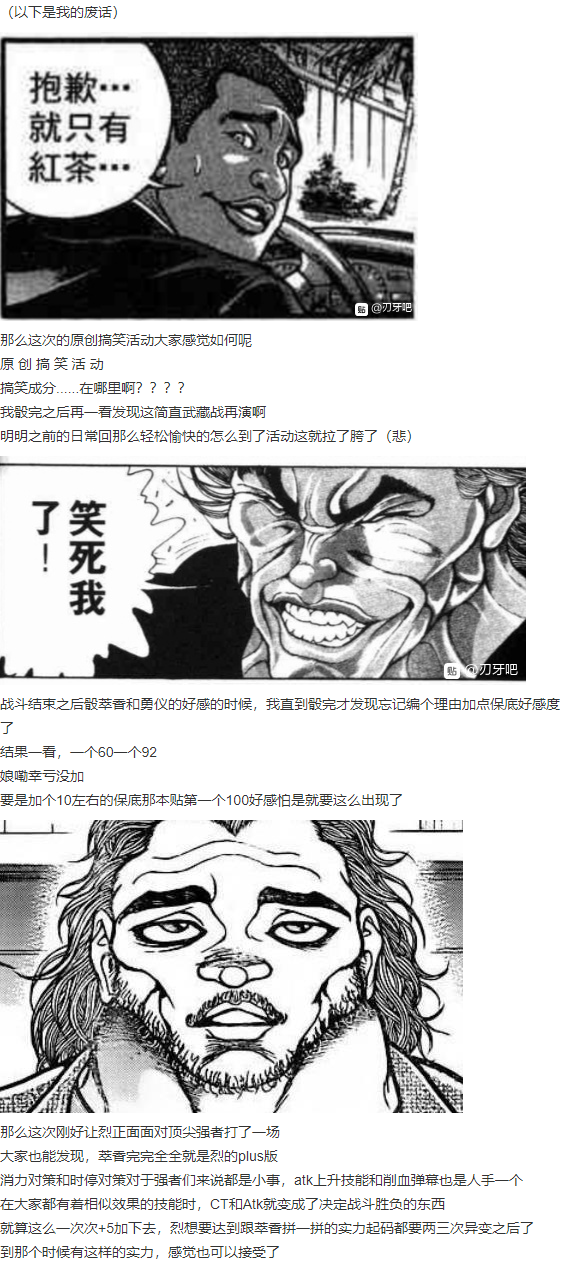 （以下是我的废话）
抱歉…
就只有
紅茶…
贴 @刃牙吧
那么这次的原创搞笑活动大家感觉如何呢
原 创 搞 笑 活 动
搞笑成分......在哪里啊？？？？
我骰完之后再一看发现这简直武藏战再演啊
明明之前的日常回那么轻松愉快的怎么到了活动这就拉了胯了（悲）
笑死我
了！
贴 @刃牙吧
战斗结束之后骰萃香和勇仪的好感的时候，我直到骰完才发现忘记编个理由加点保底好感度
了
结果一看，一个60一个92
娘嘞幸亏没加
要是加个10左右的保底那本贴第一个100好感怕是就要这么出现了
那么这次刚好让烈正面面对顶尖强者打了一场
大家也能发现，萃香完完全全就是烈的plus版
消力对策和时停对策对于强者们来说都是小事，atk上升技能和削血弹幕也是人手一个
在大家都有着相似效果的技能时，CT和Atk就变成了决定战斗胜负的东西
就算这么一次次+5加下去，烈想要达到跟萃香拼一拼的实力起码都要两三次异变之后了
到那个时候有这样的实力，感觉也可以接受了